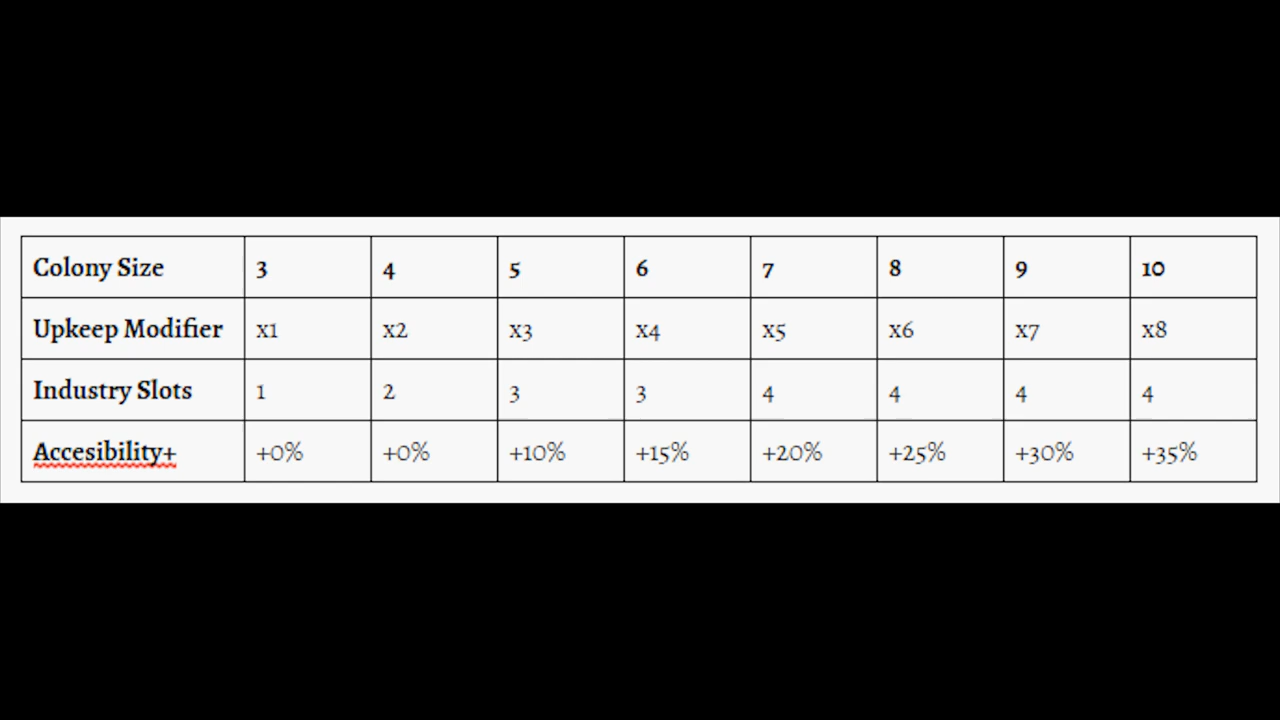 Colony Size 3 4 5 6 7 8 9 10
Upkeep Modifier x1 x2 x3 x4 x5 x6 x7 x8
Industry Slots 1 2 3 3 4 4 4 4
Accesibility+ +0% +0% +10% +15% +20% +25% +30% +35%